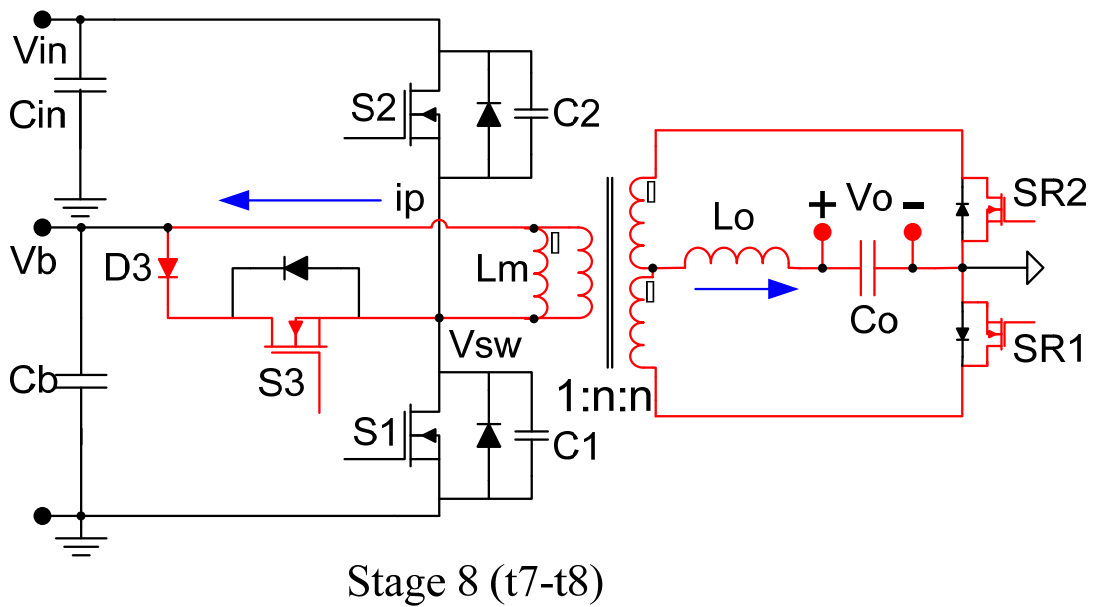 Vin
Cin
S2
C2
ip
Vb
D3
Lm
S3
Vsw
Cb
S1
C1
1:n:n
Lo
+ Vo -
Co
SR2
SR1
Stage 8 (t7-t8)